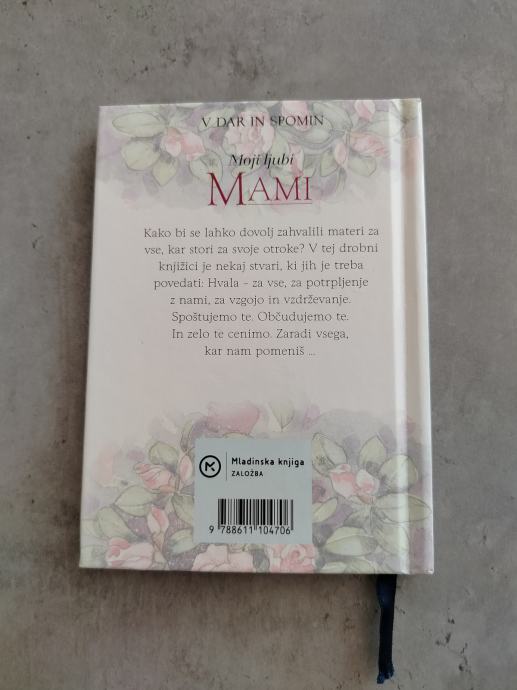 V DAR IN SPOMIN
Moji ljubi
MAMI
Kako bi se lahko dovolj zahvalili materi za
vse, kar stori za svoje otroke? V tej drobni
knjižici je nekaj stvari, ki jih je treba
povedati: Hvala – za vse, za potrpljenje
z nami, za vzgojo in vzdrževanje.
Spoštujemo te. Občudujemo te.
In zelo te cenimo. Zaradi vsega,
kar nam pomeniš ...
Mladinska knjiga
ZALOŽBA
9 788611 104706